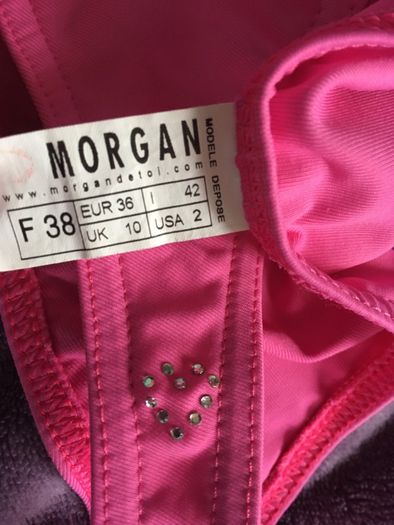 MORGAN
MODELE DEPOSE
www.morgandetoi.com
F 38
EUR 36
I 42
UK 10
USA 2